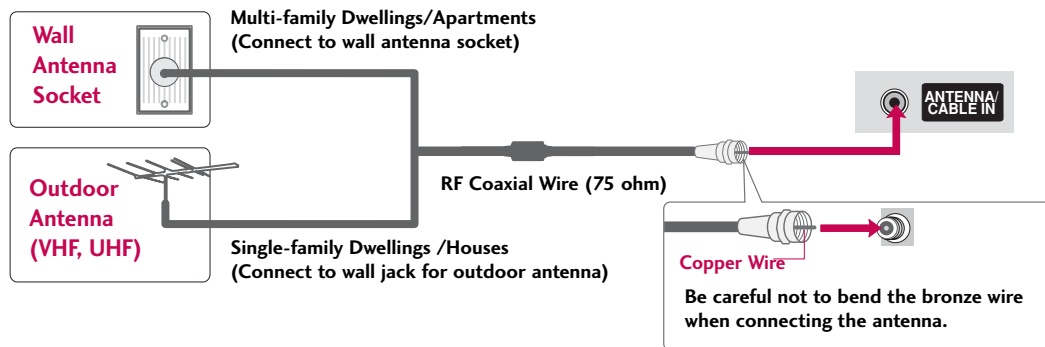 Multi-family Dwellings/Apartments
(Connect to wall antenna socket)
Wall
Antenna
Socket
ANTENNA/
CABLE IN
RF Coaxial Wire (75 ohm)
Outdoor
Antenna
(VHF, UHF)
Single-family Dwellings /Houses
(Connect to wall jack for outdoor antenna)
Copper Wire
Be careful not to bend the bronze wire
when connecting the antenna.